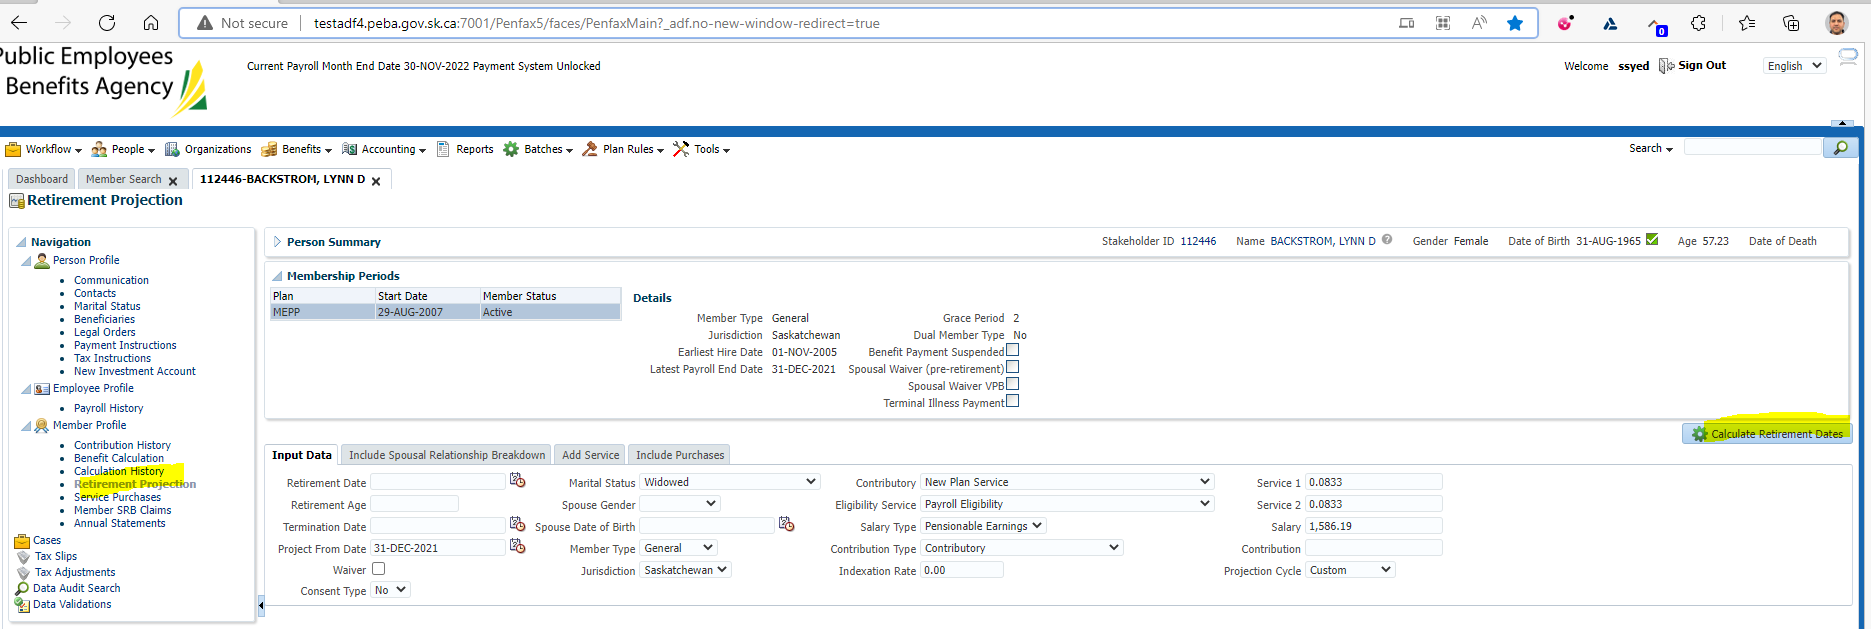 Not secure testadf4.peba.gov.sk.ca:7001/Penfax5/faces/PenfaxMain?_adf.no-new-window-redirect=true
0
Public Employees
Benefits Agency
Current Payroll Month End Date 30-NOV-2022 Payment System Unlocked
Welcome ssyed Sign Out English
Workflow People Organizations Benefits Accounting Reports Batches Plan Rules Tools Search
Dashboard Member Search 112446-BACKSTROM, LYNN D
Retirement Projection
Navigation
Person Profile
Communication
Contacts
Marital Status
Beneficiaries
Legal Orders
Payment Instructions
Tax Instructions
New Investment Account
Employee Profile
Payroll History
Member Profile
Contribution History
Benefit Calculation
Calculation History
Retirement Projection
Service Purchases
Member SRB Claims
Annual Statements
Cases
Tax Slips
Tax Adjustments
Data Audit Search
Data Validations
Person Summary Stakeholder ID 112446 Name BACKSTROM, LYNN D Gender Female Date of Birth 31-AUG-1965 Age 57.23 Date of Death
Membership Periods
Plan Start Date Member Status
MEPP 29-AUG-2007 Active
Details
Member Type General Grace Period 2
Jurisdiction Saskatchewan Dual Member Type No
Earliest Hire Date 01-NOV-2005 Benefit Payment Suspended
Latest Payroll End Date 31-DEC-2021 Spousal Waiver (pre-retirement)
Spousal Waiver VPB
Terminal Illness Payment
Calculate Retirement Dates
Input Data Include Spousal Relationship Breakdown Add Service Include Purchases
Retirement Date Marital Status Widowed Contributory New Plan Service Service 1 0.0833
Retirement Age Spouse Gender Eligibility Service Payroll Eligibility Service 2 0.0833
Termination Date Spouse Date of Birth Salary Type Pensionable Earnings Salary 1,586.19
Project From Date 31-DEC-2021 Member Type General Contribution Type Contributory Contribution
Waiver Jurisdiction Saskatchewan Indexation Rate 0.00 Projection Cycle Custom
Consent Type No